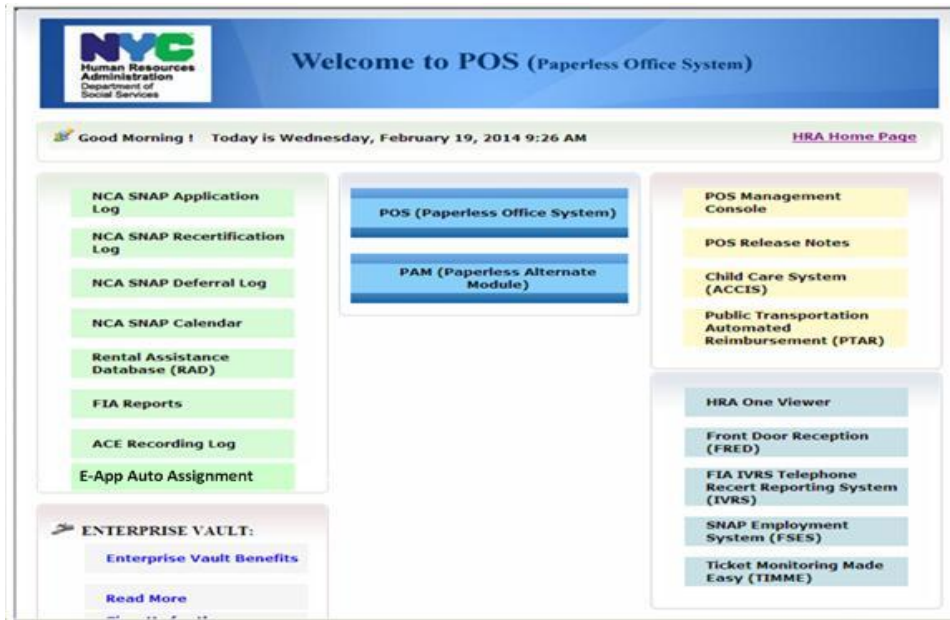 NYC
Human Resources
Administration
Department of
Social Services
Welcome to POS (Paperless Office System)
Good Morning ! Today is Wednesday, February 19, 2014 9:26 AM
HRA Home Page
NCA SNAP Application
Log
NCA SNAP Recertification
Log
NCA SNAP Deferral Log
NCA SNAP Calendar
Rental Assistance
Database (RAD)
FIA Reports
ACE Recording Log
E-App Auto Assignment
ENTERPRISE VAULT:
Enterprise Vault Benefits
Read More
POS (Paperless Office System)
PAM (Paperless Alternate
Module)
POS Management
Console
POS Release Notes
Child Care System
(ACCIS)
Public Transportation
Automated
Reimbursement (PTAR)
HRA One Viewer
Front Door Reception
(FRED)
FIA IVRS Telephone
Recert Reporting System
(IVRS)
SNAP Employment
System (FSES)
Ticket Monitoring Made
Easy (TIMME)